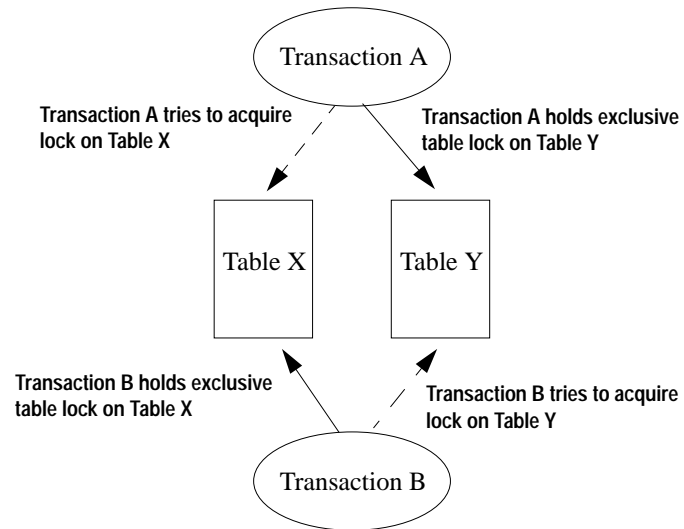 Transaction A
Transaction A tries to acquire
lock on Table X
Transaction A holds exclusive
table lock on Table Y
Table X
Table Y
Transaction B holds exclusive
table lock on Table X
Transaction B tries to acquire
lock on Table Y
Transaction B